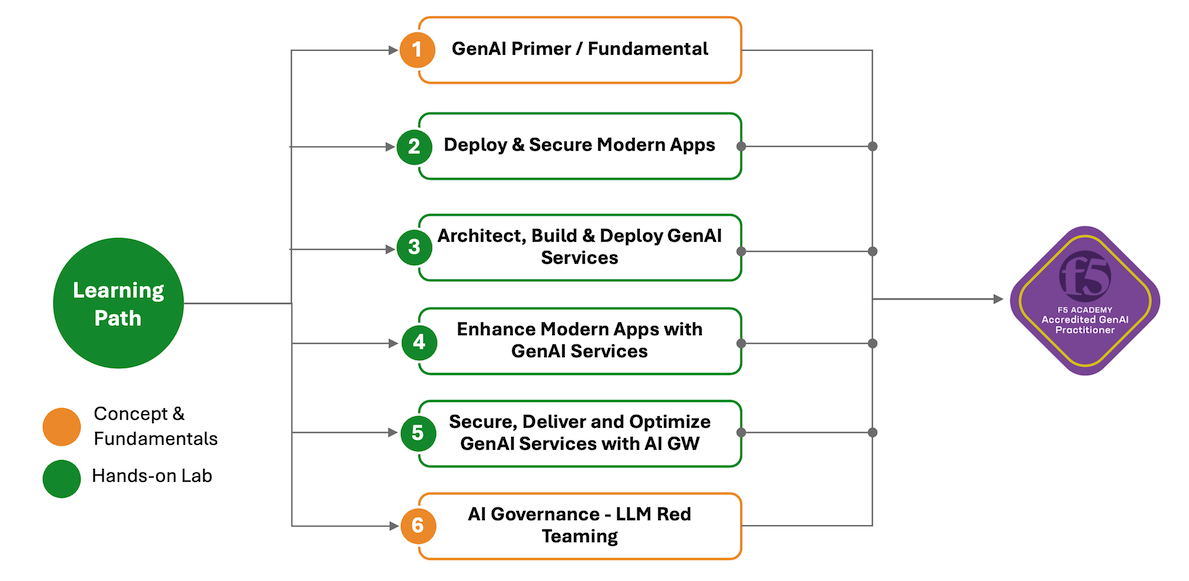 1
GenAI Primer / Fundamental
2
Deploy & Secure Modern Apps
3
Architect, Build & Deploy GenAI
Services
Learning
Path
4
Enhance Modern Apps with
GenAI Services
5
Secure, Deliver and Optimize
GenAI Services with AI GW
6
AI Governance - LLM Red
Teaming
Concept &
Fundamentals
Hands-on Lab
f5
F5 ACADEMY
Accredited GenAI
Practitioner